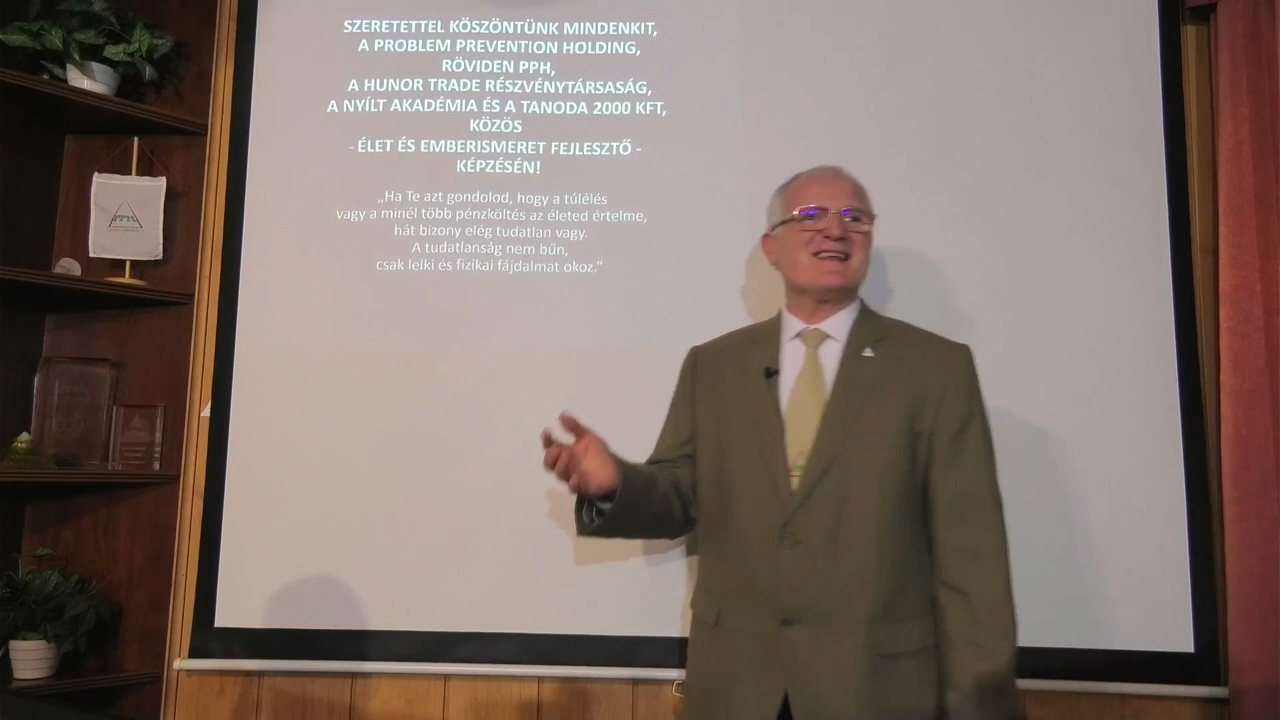 SZERETETTEL KÖSZÖNTÜNK MINDENKIT,
A PROBLEM PREVENTION HOLDING,
RÖVIDEN PPH,
A HUNOR TRADE RÉSZVÉNYTÁRSASÁG,
A NYÍLT AKADÉMIA ÉS A TANODA 2000 KFT,
KÖZÖS
- ÉLET ÉS EMBERISMERET FEJLESZTŐ -
KÉPZÉSÉN!
„Ha Te azt gondolod, hogy a túlélés
vagy a minél több pénzköltés az életed értelme,
hát bizony elég tudatlan vagy.
A tudatlanság nem bűn,
csak lelki és fizikai fájdalmat okoz.”
PPH